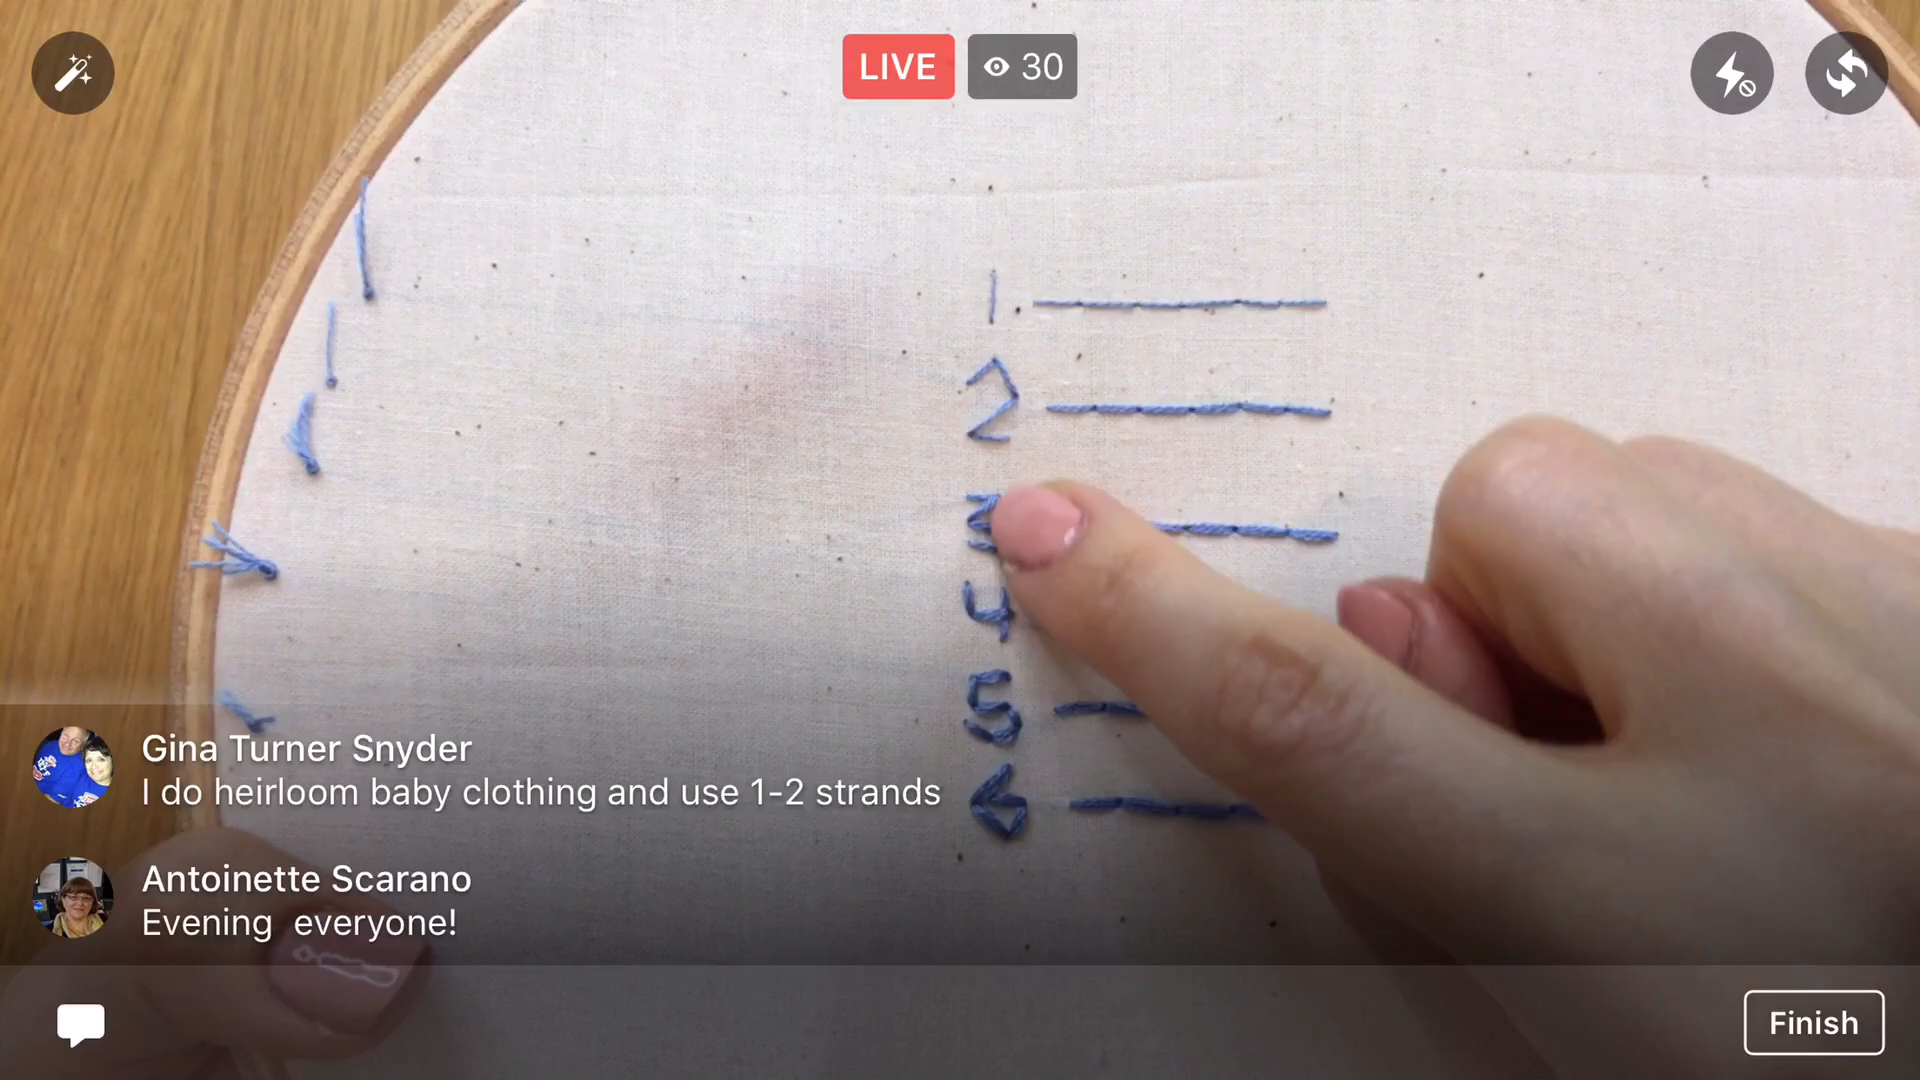 LIVE 30
1
2
3
4
5
6
Gina Turner Snyder
I do heirloom baby clothing and use 1-2 strands
Antoinette Scarano
Evening everyone!
Finish